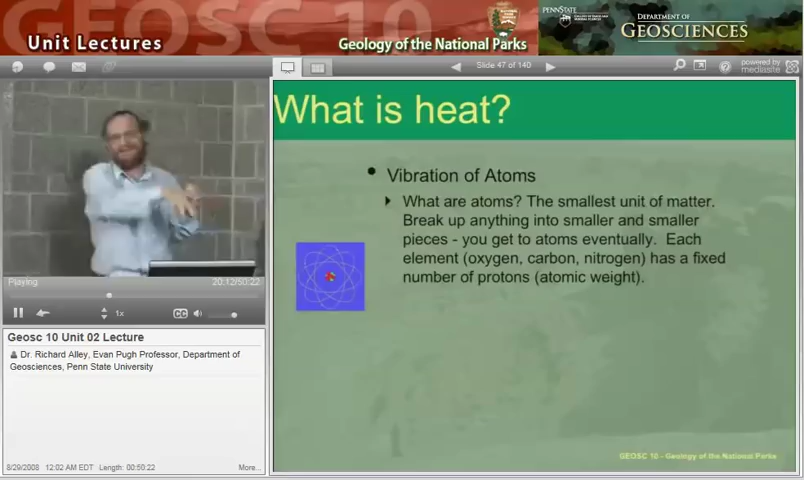 GEOSC 10
Unit Lectures
Geology of the National Parks
PENNSTATE
DEPARTMENT OF
GEOSCIENCES
Slide 47 of 140
powered by
mediasite
What is heat?
• Vibration of Atoms
What are atoms? The smallest unit of matter.
Break up anything into smaller and smaller
pieces - you get to atoms eventually. Each
element (oxygen, carbon, nitrogen) has a fixed
number of protons (atomic weight).
GEOSC 10 - Geology of the National Parks
Playing
20:12/50:22
1x
CC
Geosc 10 Unit 02 Lecture
Dr. Richard Alley, Evan Pugh Professor, Department of
Geosciences, Penn State University
8/29/2008 12:02 AM EDT Length: 00:50:22 More...